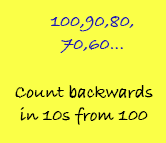 100,90,80,
70,60...
Count backwards
in 10s from 100